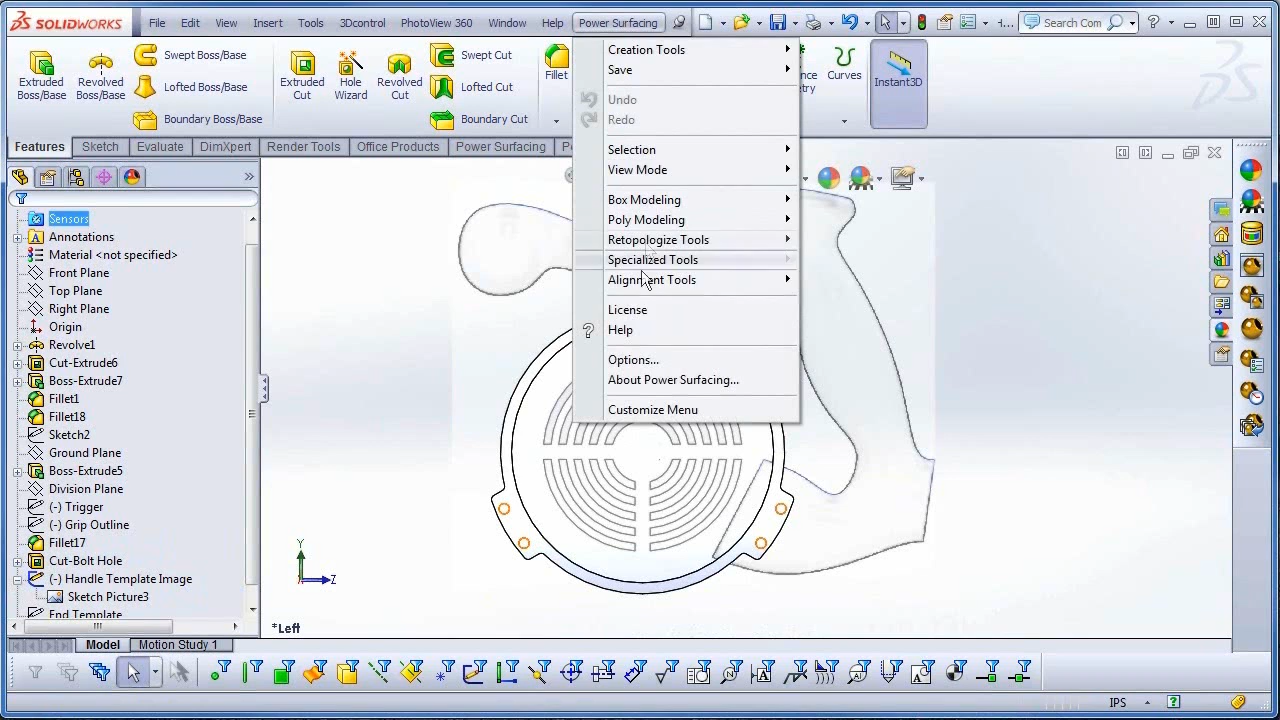 SOLIDWORKS File Edit View Insert Tools 3Dcontrol PhotoView 360 Window Help Power Surfacing Search Com
Extruded Boss/Base
Revolved Boss/Base
Swept Boss/Base
Lofted Boss/Base
Boundary Boss/Base
Extruded Cut
Hole Wizard
Revolved Cut
Swept Cut
Lofted Cut
Boundary Cut
Fillet
Curves
Instant3D
Features Sketch Evaluate DimXpert Render Tools Office Products Power Surfacing
Creation Tools
Save
Undo
Redo
Selection
View Mode
Box Modeling
Poly Modeling
Retopologize Tools
Specialized Tools
Alignment Tools
License
Help
Options...
About Power Surfacing...
Customize Menu
Sensors
Annotations
Material <not specified>
Front Plane
Top Plane
Right Plane
Origin
Revolve1
Cut-Extrude6
Boss-Extrude7
Fillet1
Fillet18
Sketch2
Ground Plane
Boss-Extrude5
Division Plane
(-) Trigger
(-) Grip Outline
Fillet17
Cut-Bolt Hole
(-) Handle Template Image
Sketch Picture3
End Template
Y
Z
*Left
Model Motion Study 1
IPS